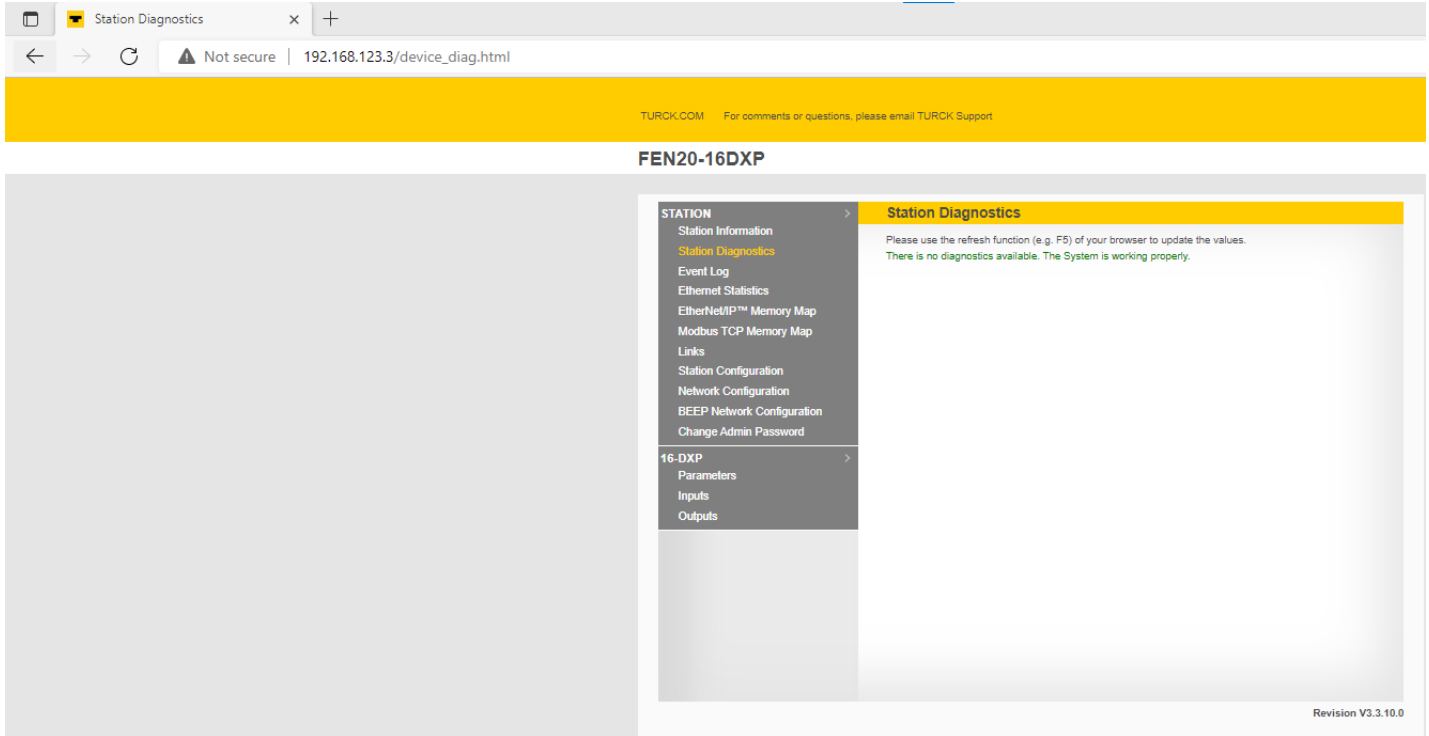 Station Diagnostics
Not secure | 192.168.123.3/device_diag.html
TURCK.COM For comments or questions, please email TURCK Support
FEN20-16DXP
STATION >
Station Information
Station Diagnostics
Event Log
Ethernet Statistics
EtherNet/IP™ Memory Map
Modbus TCP Memory Map
Links
Station Configuration
Network Configuration
BEEP Network Configuration
Change Admin Password
16-DXP >
Parameters
Inputs
Outputs
Station Diagnostics
Please use the refresh function (e.g. F5) of your browser to update the values.
There is no diagnostics available. The System is working properly.
Revision V3.3.10.0